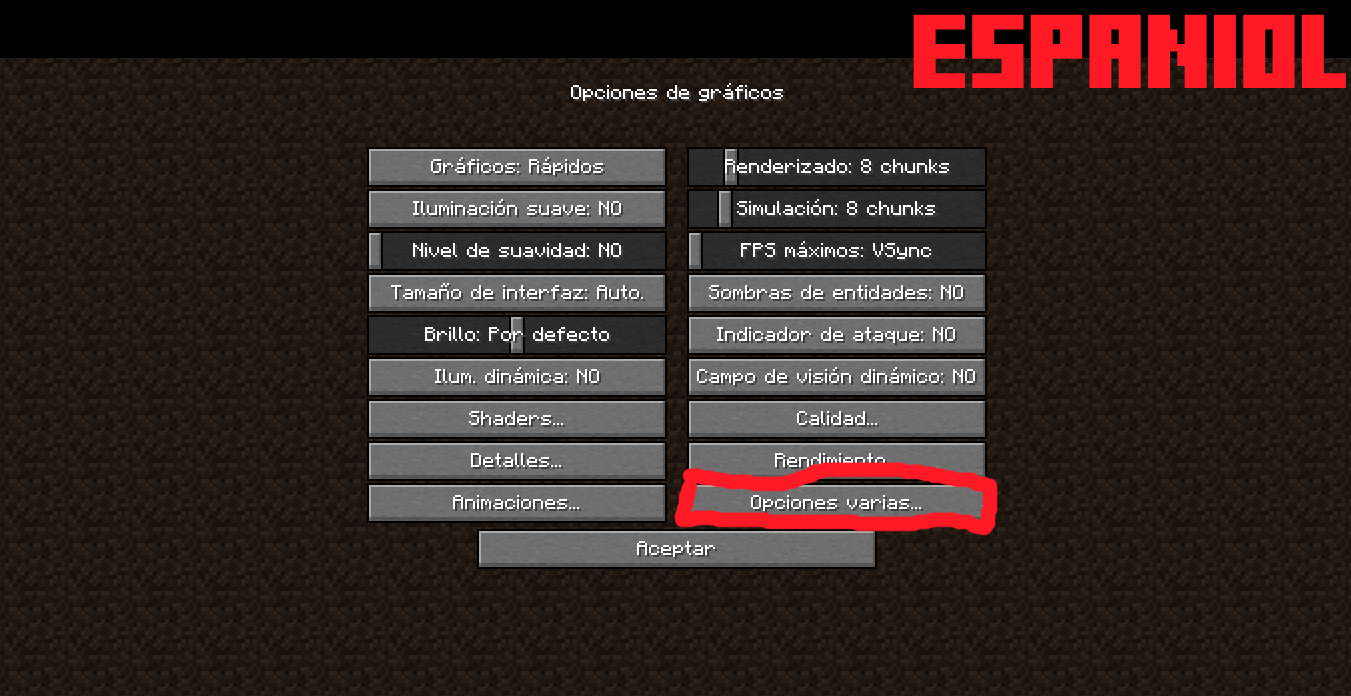 ESPANIOL
Opciones de gráficos
Gráficos: Rápidos
Renderizado: 8 chunks
Iluminación suave: NO
Simulación: 8 chunks
Nivel de suavidad: NO
FPS máximos: VSync
Tamaño de interfaz: Auto.
Sombras de entidades: NO
Brillo: Por defecto
Indicador de ataque: NO
Ilum. dinámica: NO
Campo de visión dinámico: NO
Shaders...
Calidad...
Detalles...
Rendimiento...
Animaciones...
Opciones varias...
Aceptar